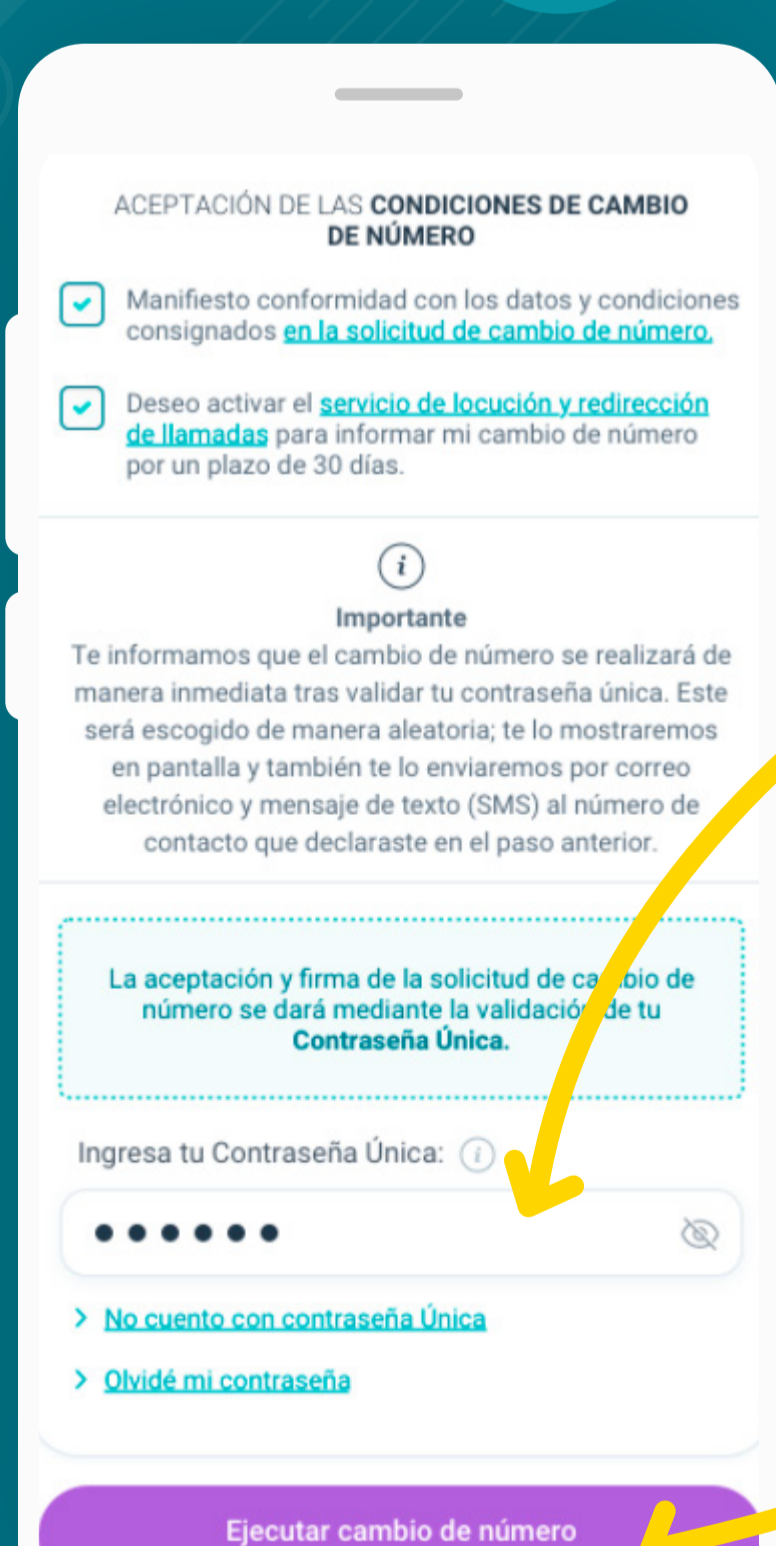 ACEPTACIÓN DE LAS CONDICIONES DE CAMBIO
DE NÚMERO
Manifiesto conformidad con los datos y condiciones
consignados en la solicitud de cambio de número.
Deseo activar el servicio de locución y redirección
de llamadas para informar mi cambio de número
por un plazo de 30 días.
i
Importante
Te informamos que el cambio de número se realizará de
manera inmediata tras validar tu contraseña única. Este
será escogido de manera aleatoria; te lo mostraremos
en pantalla y también te lo enviaremos por correo
electrónico y mensaje de texto (SMS) al número de
contacto que declaraste en el paso anterior.
La aceptación y firma de la solicitud de cambio de
número se dará mediante la validación de tu
Contraseña Única.
Ingresa tu Contraseña Única: i
> No cuento con contraseña Única
> Olvidé mi contraseña
Ejecutar cambio de número